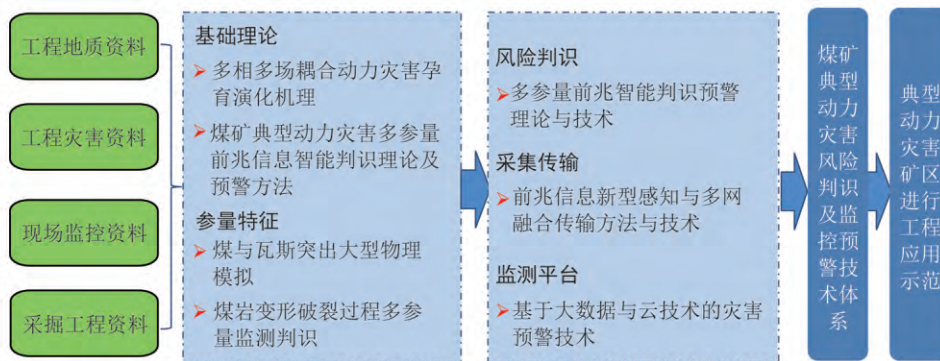 工程地质资料
工程灾害资料
现场监控资料
采掘工程资料
基础理论
多相多场耦合动力灾害孕
育演化机理
煤矿典型动力灾害多参量
前兆信息智能判识理论及
预警方法
参量特征
煤与瓦斯突出大型物理
模拟
煤岩变形破裂过程多参
量监测判识
风险判识
多参量前兆智能判识预警
理论与技术
采集传输
前兆信息新型感知与多网
融合传输方法与技术
监测平台
基于大数据与云技术的灾害
预警技术
煤矿
典型
动力
灾害
风险
判识
及监
控预
警技
术体
系
典型
动力
灾害
矿区
进行
工程
应用
示范